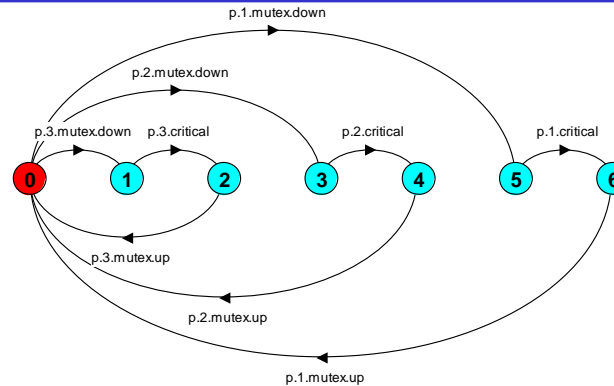 p.1.mutex.down
p.2.mutex.down
p.3.mutex.down p.3.critical p.2.critical p.1.critical
0 1 2 3 4 5 6
p.3.mutex.up
p.2.mutex.up
p.1.mutex.up